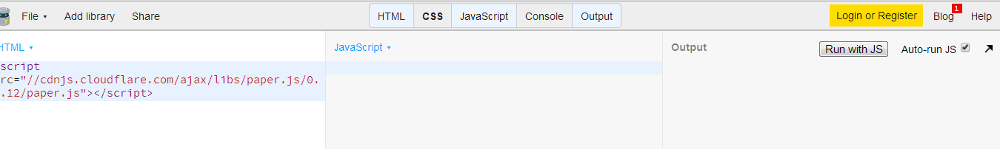 File Add library Share HTML CSS JavaScript Console Output Login or Register Blog 1 Help
HTML JavaScript Output Run with JS Auto-run JS
script
rc="//cdnjs.cloudflare.com/ajax/libs/paper.js/0.
.12/paper.js"></script>